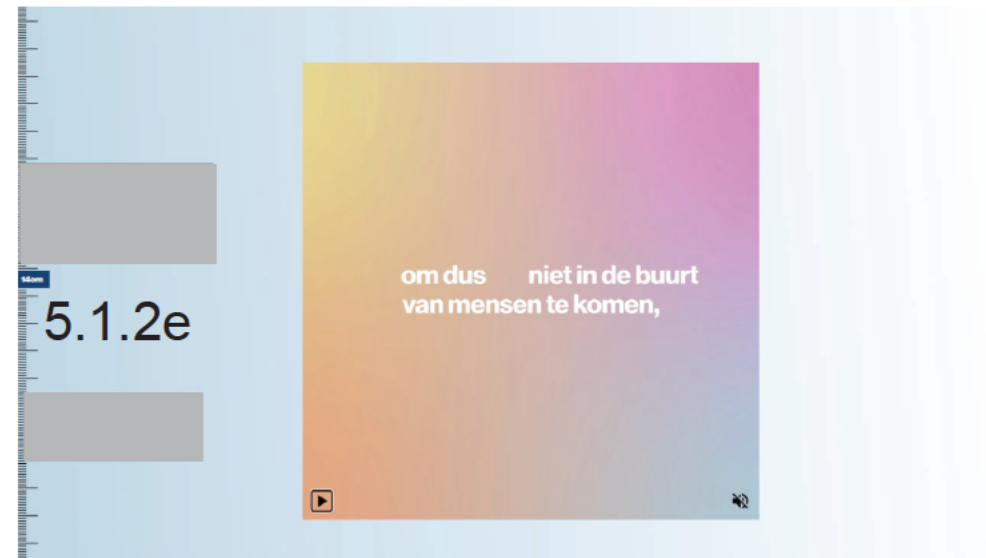 5.1.2e
om dus niet in de buurt
van mensen te komen,